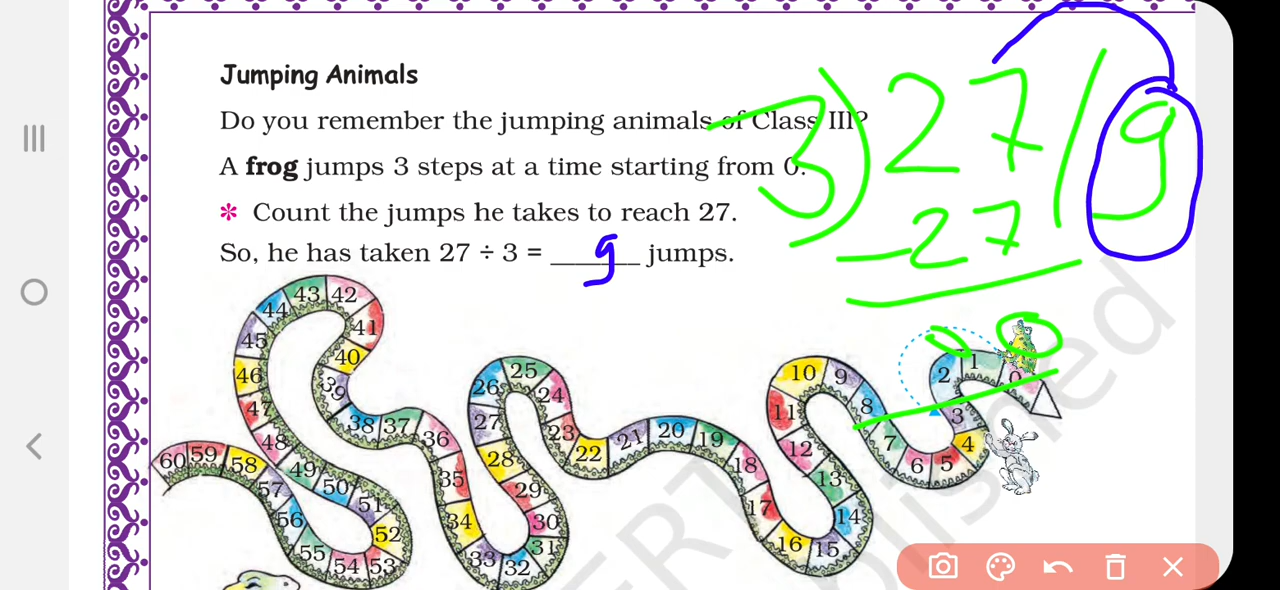 Jumping Animals
Do you remember the jumping animals of Class III?
A frog jumps 3 steps at a time starting from 0.
* Count the jumps he takes to reach 27.
So, he has taken 27 ÷ 3 = 9 jumps.
3) 27 / 9
- 27
0 0
0 1 2 3 4 5 6 7 8 9 10 11 12 13 14 15 16 17 18 19 20 21 22 23 24 25 26 27 28 29 30 31 32 33 34 35 36 37 38 39 40 41 42 43 44 45 46 47 48 49 50 51 52 53 54 55 56 57 58 59 60